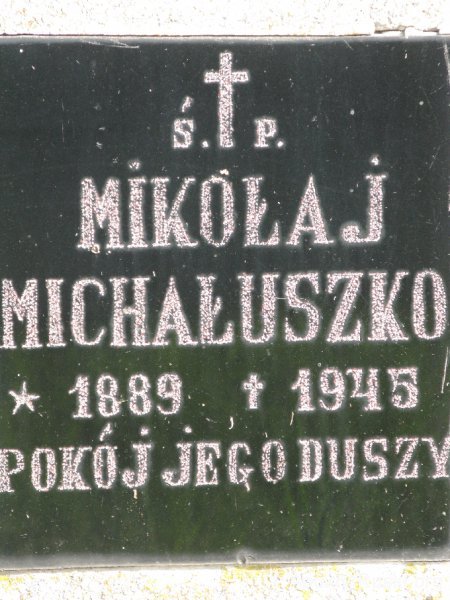 Ś. P.
MIKOŁAJ
MICHAŁUSZKO
* 1889 † 1945
POKÓJ JEGO DUSZY